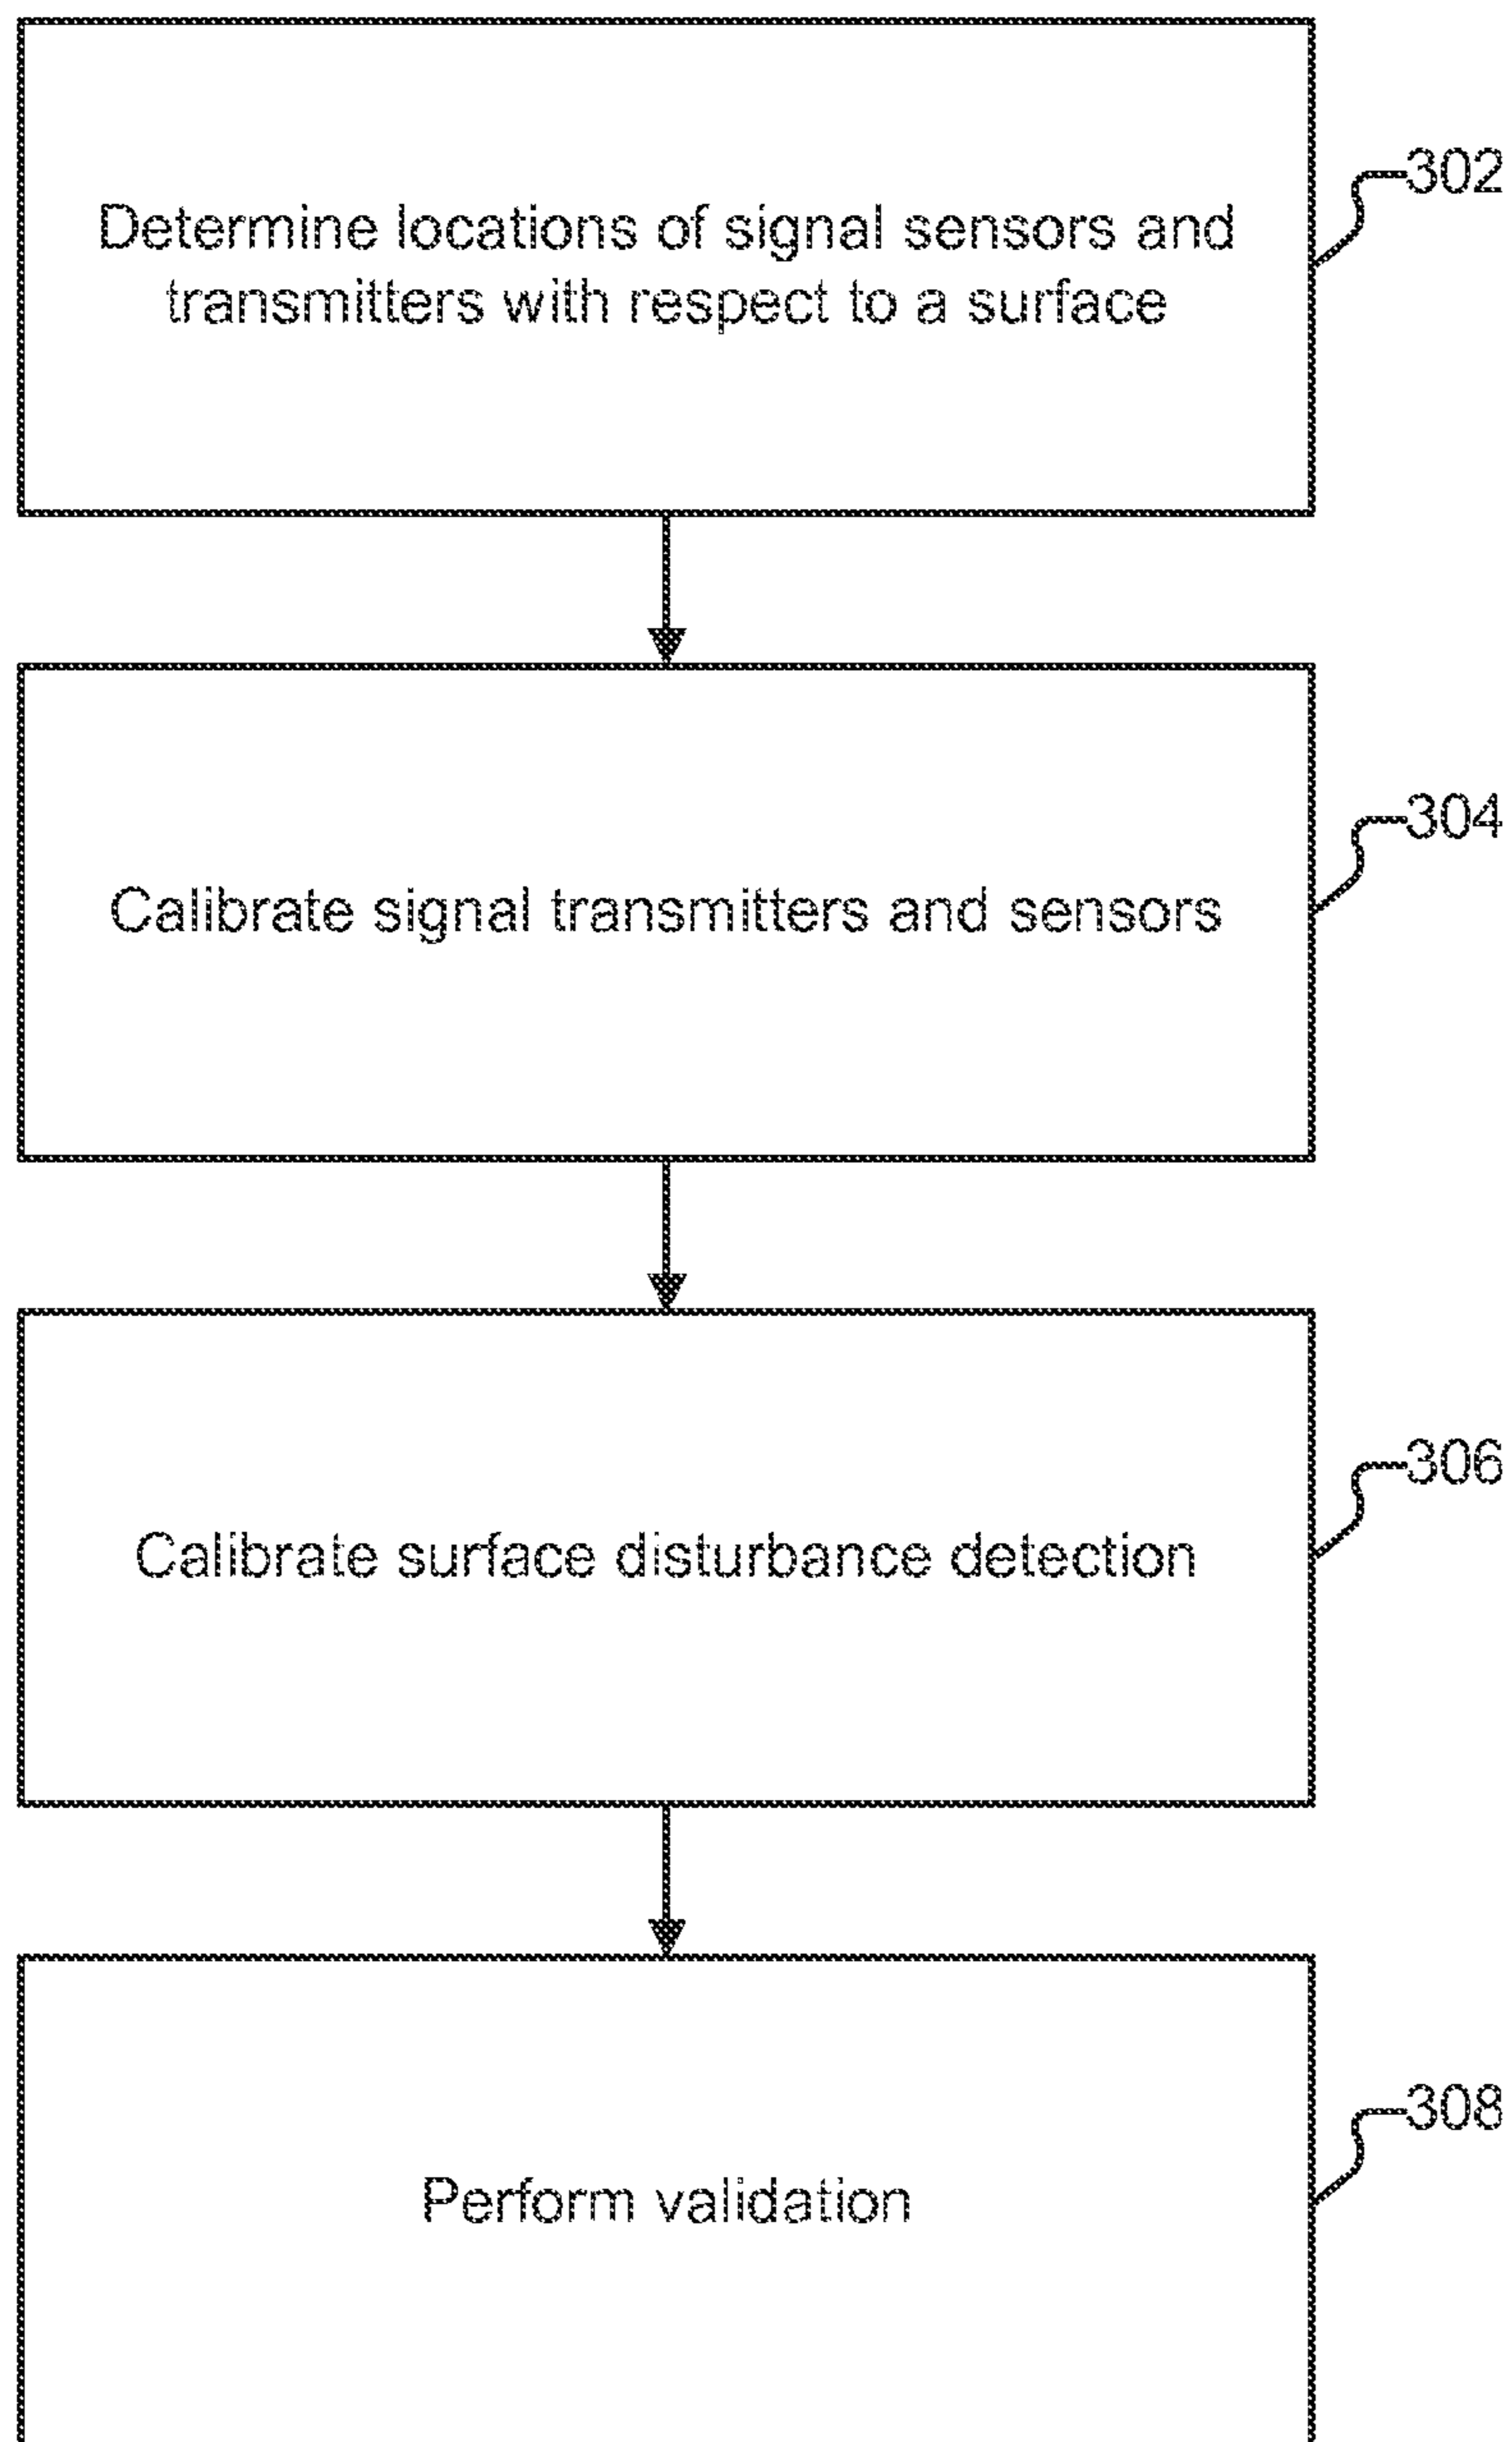 302
Determine locations of signal sensors and
transmitters with respect to a surface
304
Calibrate signal transmitters and sensors
306
Calibrate surface disturbance detection
308
Perform validation